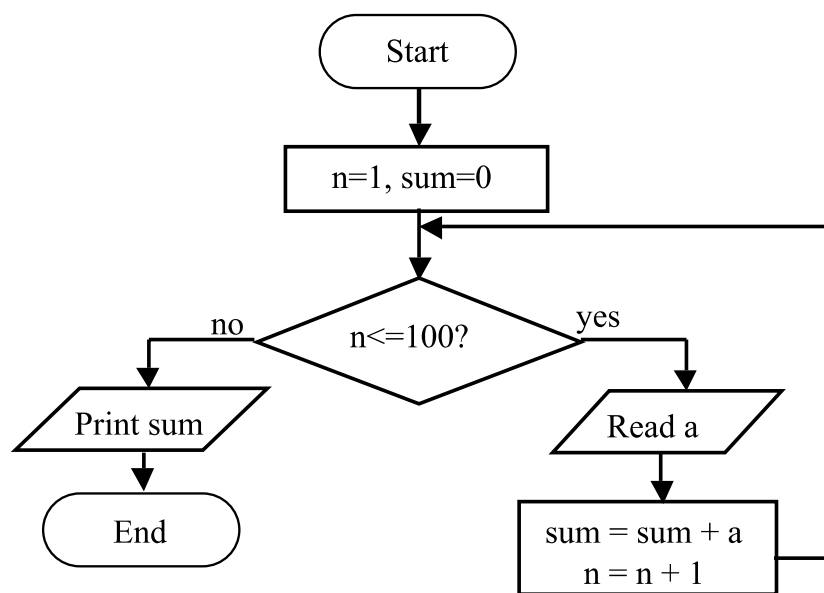 Start
n=1, sum=0
n<=100?
no
yes
Print sum
Read a
End
sum = sum + a
n = n + 1